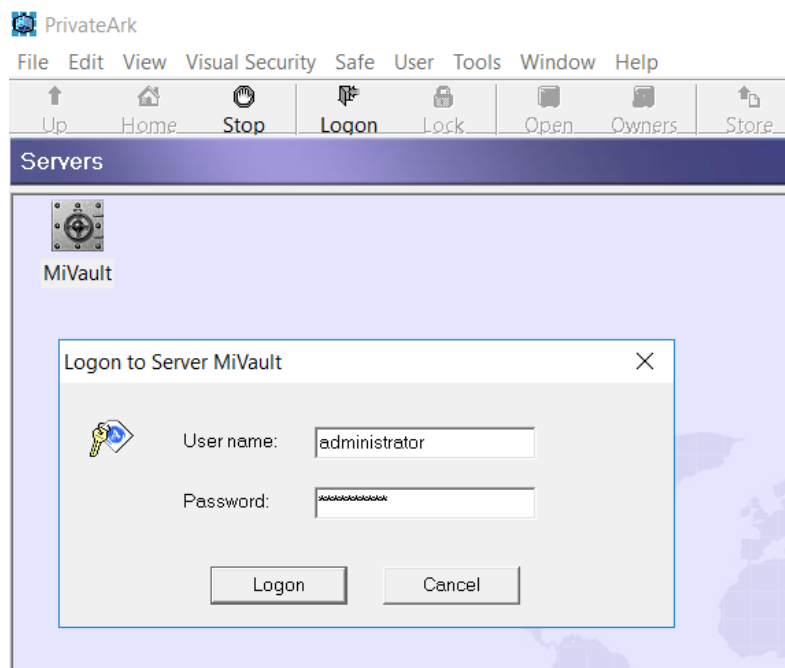 PrivateArk
File Edit View Visual Security Safe User Tools Window Help
Up Home Stop Logon Lock Open Owners Store
Servers
MiVault
Logon to Server MiVault
User name: administrator
Password: ***********
Logon Cancel